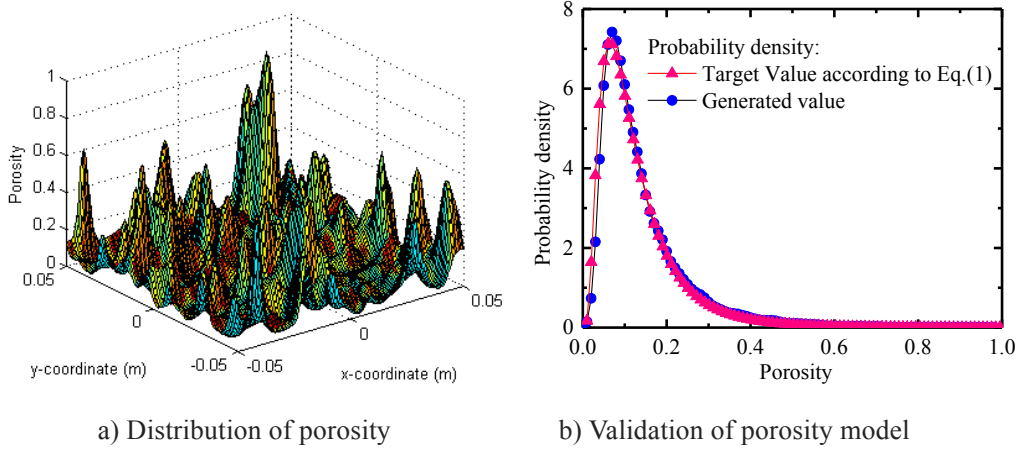 1
0.8
0.6
0.4
0.2
0
Porosity
0.05
0
-0.05
y-coordinate (m)
-0.05
0
0.05
x-coordinate (m)
a) Distribution of porosity
8
6
4
2
0
Probability density
Probability density:
Target Value according to Eq.(1)
Generated value
0.0 0.2 0.4 0.6 0.8 1.0
Porosity
b) Validation of porosity model